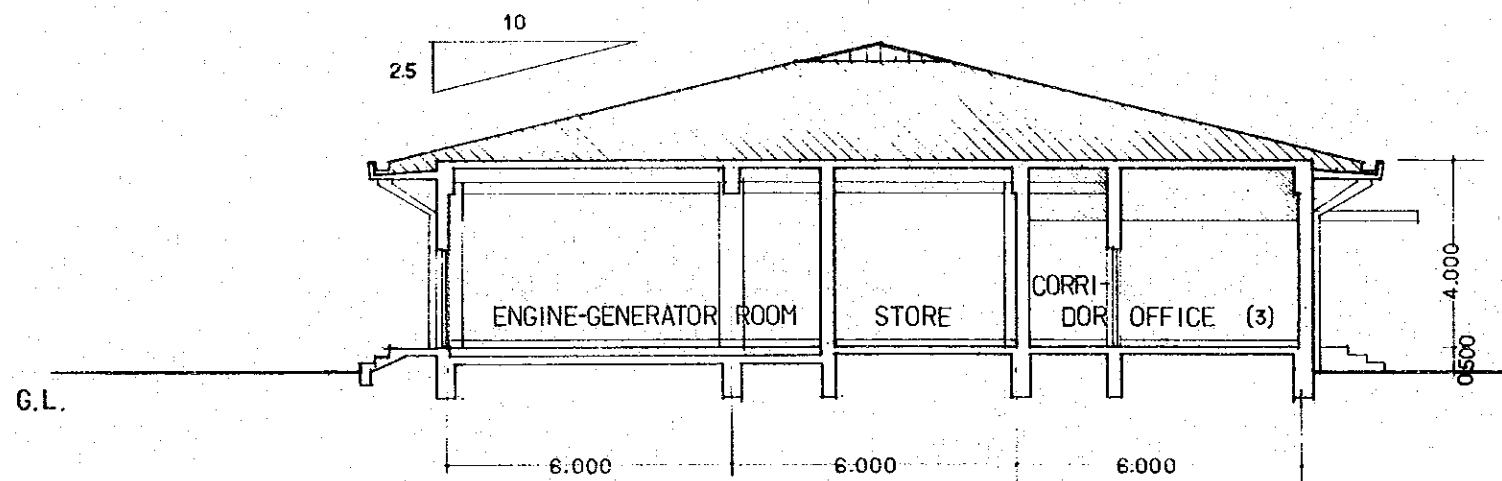 10
2.5
ENGINE-GENERATOR ROOM
STORE
CORRI-
DOR
OFFICE (3)
4.000
0.500
G.L.
6.000
6.000
6.000